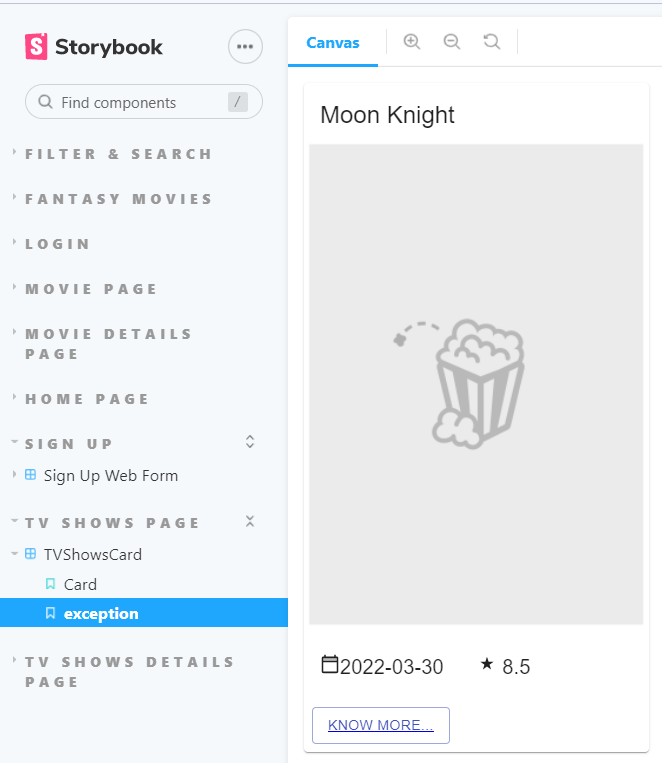 Storybook
Find components /
FILTER & SEARCH
FANTASY MOVIES
LOGIN
MOVIE PAGE
MOVIE DETAILS
PAGE
HOME PAGE
SIGN UP
Sign Up Web Form
TV SHOWS PAGE
TVShowsCard
Card
exception
TV SHOWS DETAILS
PAGE
Canvas
Moon Knight
2022-03-30 ★ 8.5
KNOW MORE...